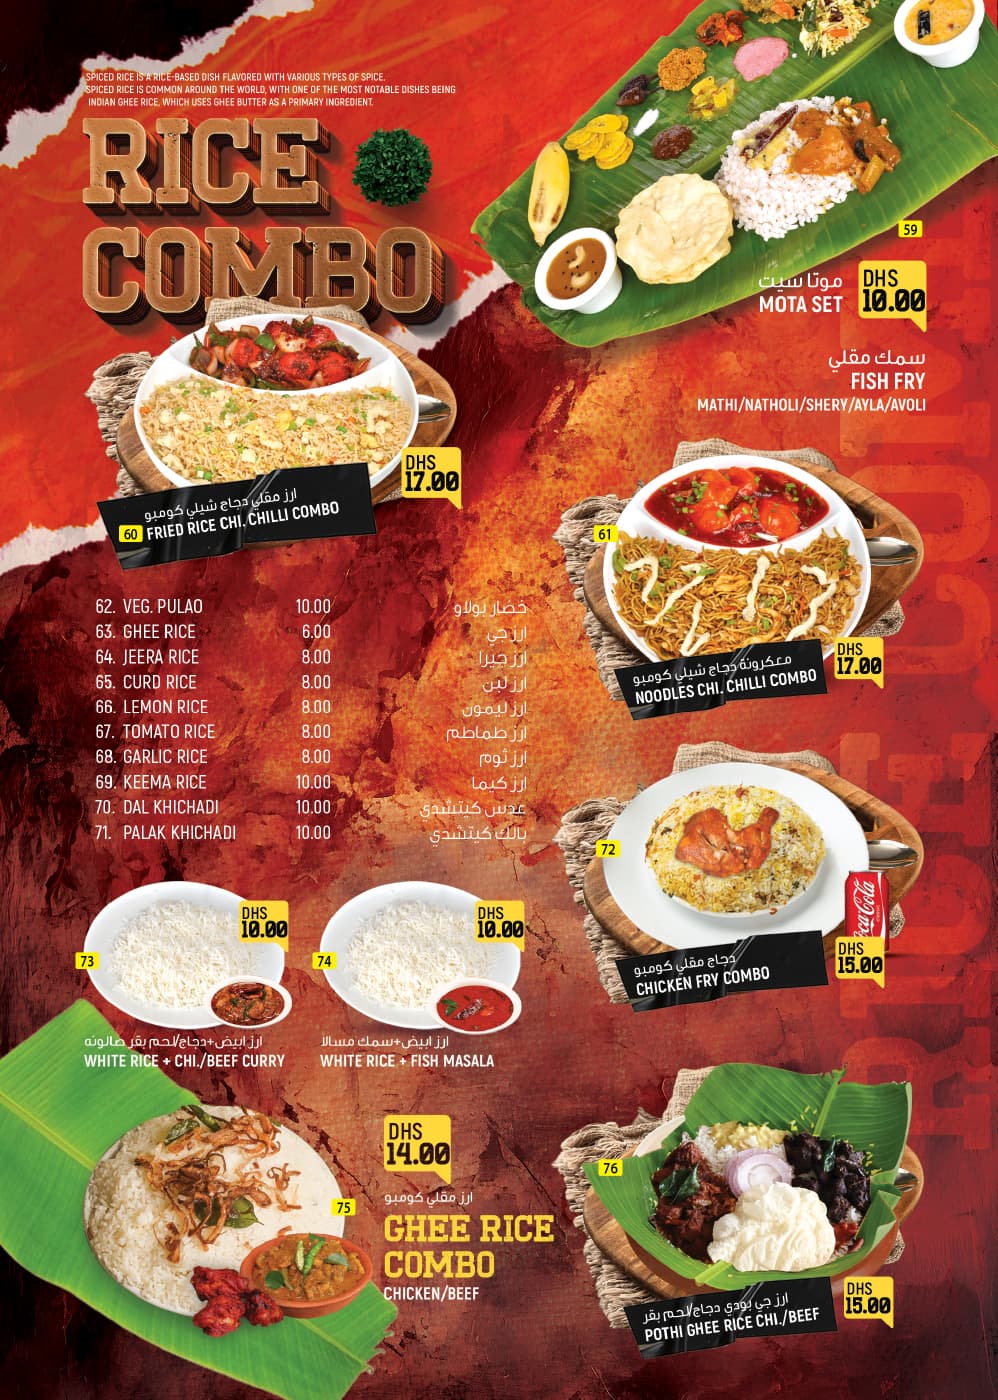 SPICED RICE IS A RICE-BASED DISH FLAVORED WITH VARIOUS TYPES OF SPICE.
SPICED RICE IS COMMON AROUND THE WORLD, WITH ONE OF THE MOST NOTABLE DISHES BEING
INDIAN GHEE RICE, WHICH USES GHEE BUTTER AS A PRIMARY INGREDIENT.
RICE
COMBO
59
موتا سيت
MOTA SET
DHS
10.00
سمك مقلي
FISH FRY
MATHI/NATHOLI/SHERY/AYLA/AVOLI
DHS
17.00
ارز مقلي دجاج شيلي كومبو
60 FRIED RICE CHI. CHILLI COMBO
61
DHS
17.00
معكرونة دجاج شيلي كومبو
NOODLES CHI. CHILLI COMBO
62. VEG. PULAO 10.00 خضار بولاو
63. GHEE RICE 6.00 ارز جي
64. JEERA RICE 8.00 ارز جيرا
65. CURD RICE 8.00 ارز لبن
66. LEMON RICE 8.00 ارز ليمون
67. TOMATO RICE 8.00 ارز طماطم
68. GARLIC RICE 8.00 ارز ثوم
69. KEEMA RICE 10.00 ارز كيما
70. DAL KHICHADI 10.00 عدس كيتشدي
71. PALAK KHICHADI 10.00 بالك كيتشدي
72
Coca-Cola
DHS
15.00
دجاج مقلي كومبو
CHICKEN FRY COMBO
73
DHS
10.00
ارز ابيض+دجاج/لحم بقر صالونه
WHITE RICE + CHI./BEEF CURRY
74
DHS
10.00
ارز ابيض+سمك مسالا
WHITE RICE + FISH MASALA
75
DHS
14.00
ارز مقلي كومبو
GHEE RICE
COMBO
CHICKEN/BEEF
76
DHS
15.00
ارز جي بودي دجاج/لحم بقر
POTHI GHEE RICE CHI./BEEF